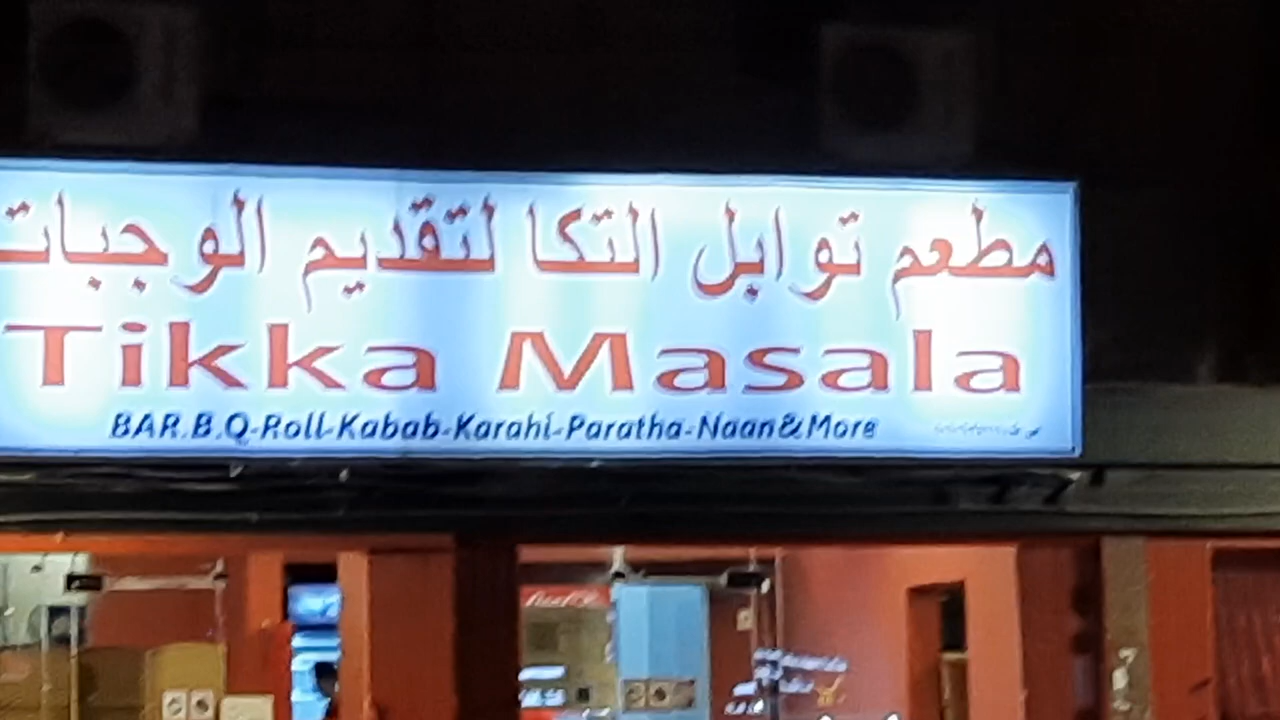 مطعم توابل التكا لتقديم الوجبات
Tikka Masala
BAR.B.Q-Roll-Kabab-Karahi-Paratha-Naan&More